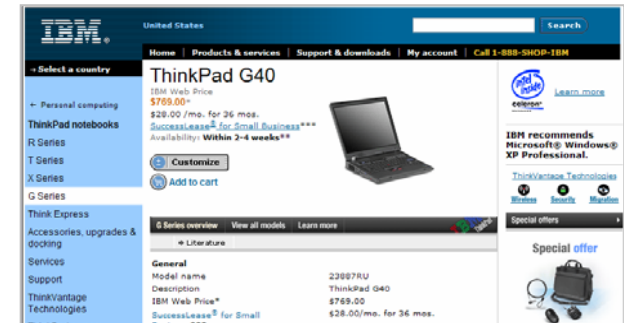 IBM®
United States
Search
Home | Products & services | Support & downloads | My account | Call 1-888-SHOP-IBM
→ Select a country
← Personal computing
ThinkPad notebooks
R Series
T Series
X Series
G Series
Think Express
Accessories, upgrades &
docking
Services
Support
ThinkVantage
Technologies
ThinkPad G40
IBM Web Price
$769.00*
$28.00 /mo. for 36 mos.
SuccessLease® for Small Business***
Availability: Within 2-4 weeks**
Customize
Add to cart
G Series overview View all models Learn more
→ Literature
General
Model name 23887RU
Description ThinkPad G40
IBM Web Price* $769.00
SuccessLease® for Small $28.00/mo. for 36 mos.
intel
inside
celeron
Learn more
IBM recommends
Microsoft® Windows®
XP Professional.
ThinkVantage Technologies
Wireless Security Migration
Special offers
Special offer